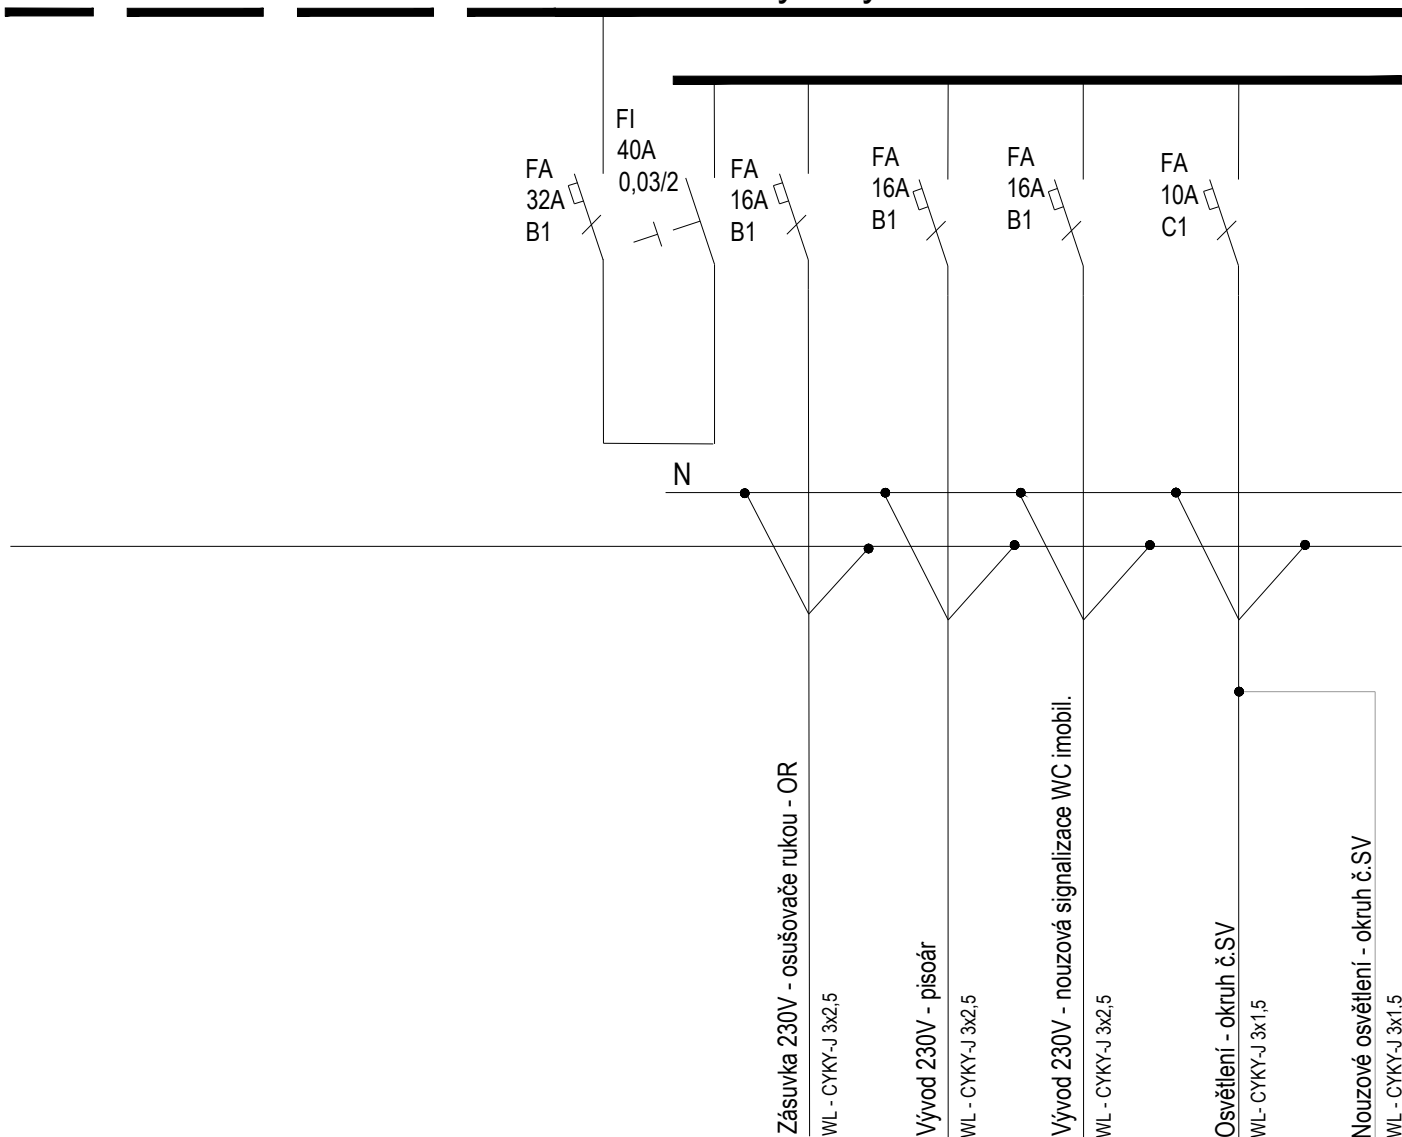 FI
40A
0,03/2
FA
32A
B1
FA
16A
B1
FA
16A
B1
FA
16A
B1
FA
10A
C1
N
Zásuvka 230V - osušovače rukou - OR
WL - CYKY-J 3x2,5
Vývod 230V - pisoár
WL - CYKY-J 3x2,5
Vývod 230V - nouzová signalizace WC imobil.
WL - CYKY-J 3x2,5
Osvětlení - okruh č.SV
WL- CYKY-J 3x1,5
Nouzové osvětlení - okruh č.SV
WL - CYKY-J 3x1.5